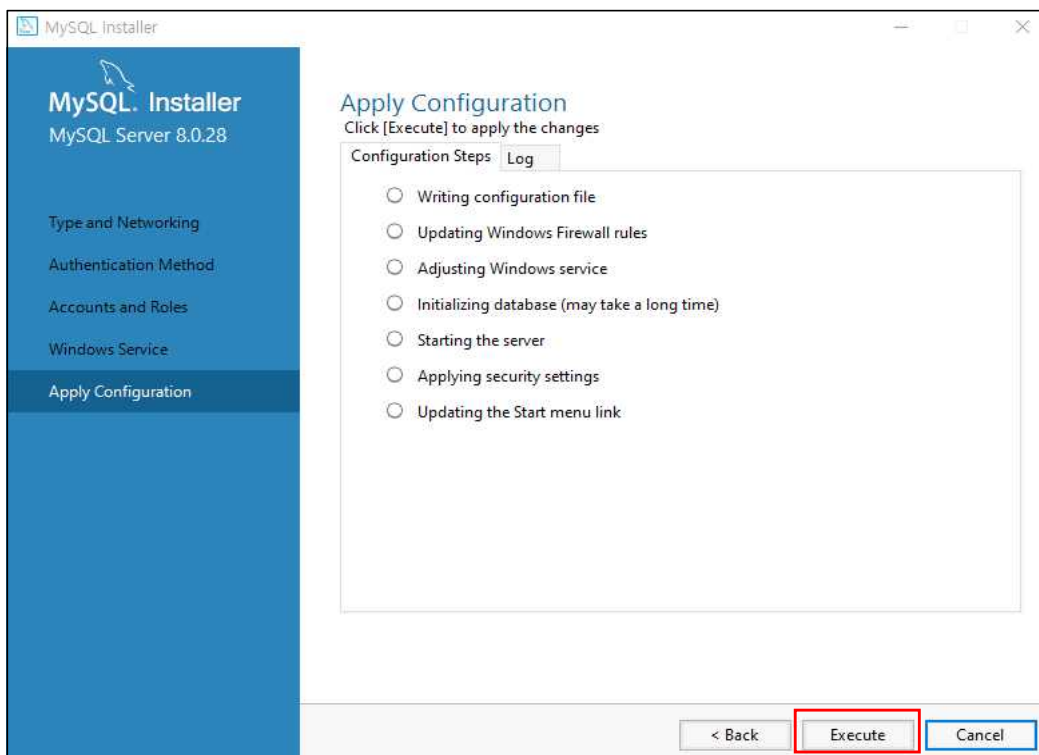 MySQL Installer
MySQL. Installer
MySQL Server 8.0.28
Type and Networking
Authentication Method
Accounts and Roles
Windows Service
Apply Configuration
Apply Configuration
Click [Execute] to apply the changes
Configuration Steps Log
Writing configuration file
Updating Windows Firewall rules
Adjusting Windows service
Initializing database (may take a long time)
Starting the server
Applying security settings
Updating the Start menu link
< Back Execute Cancel